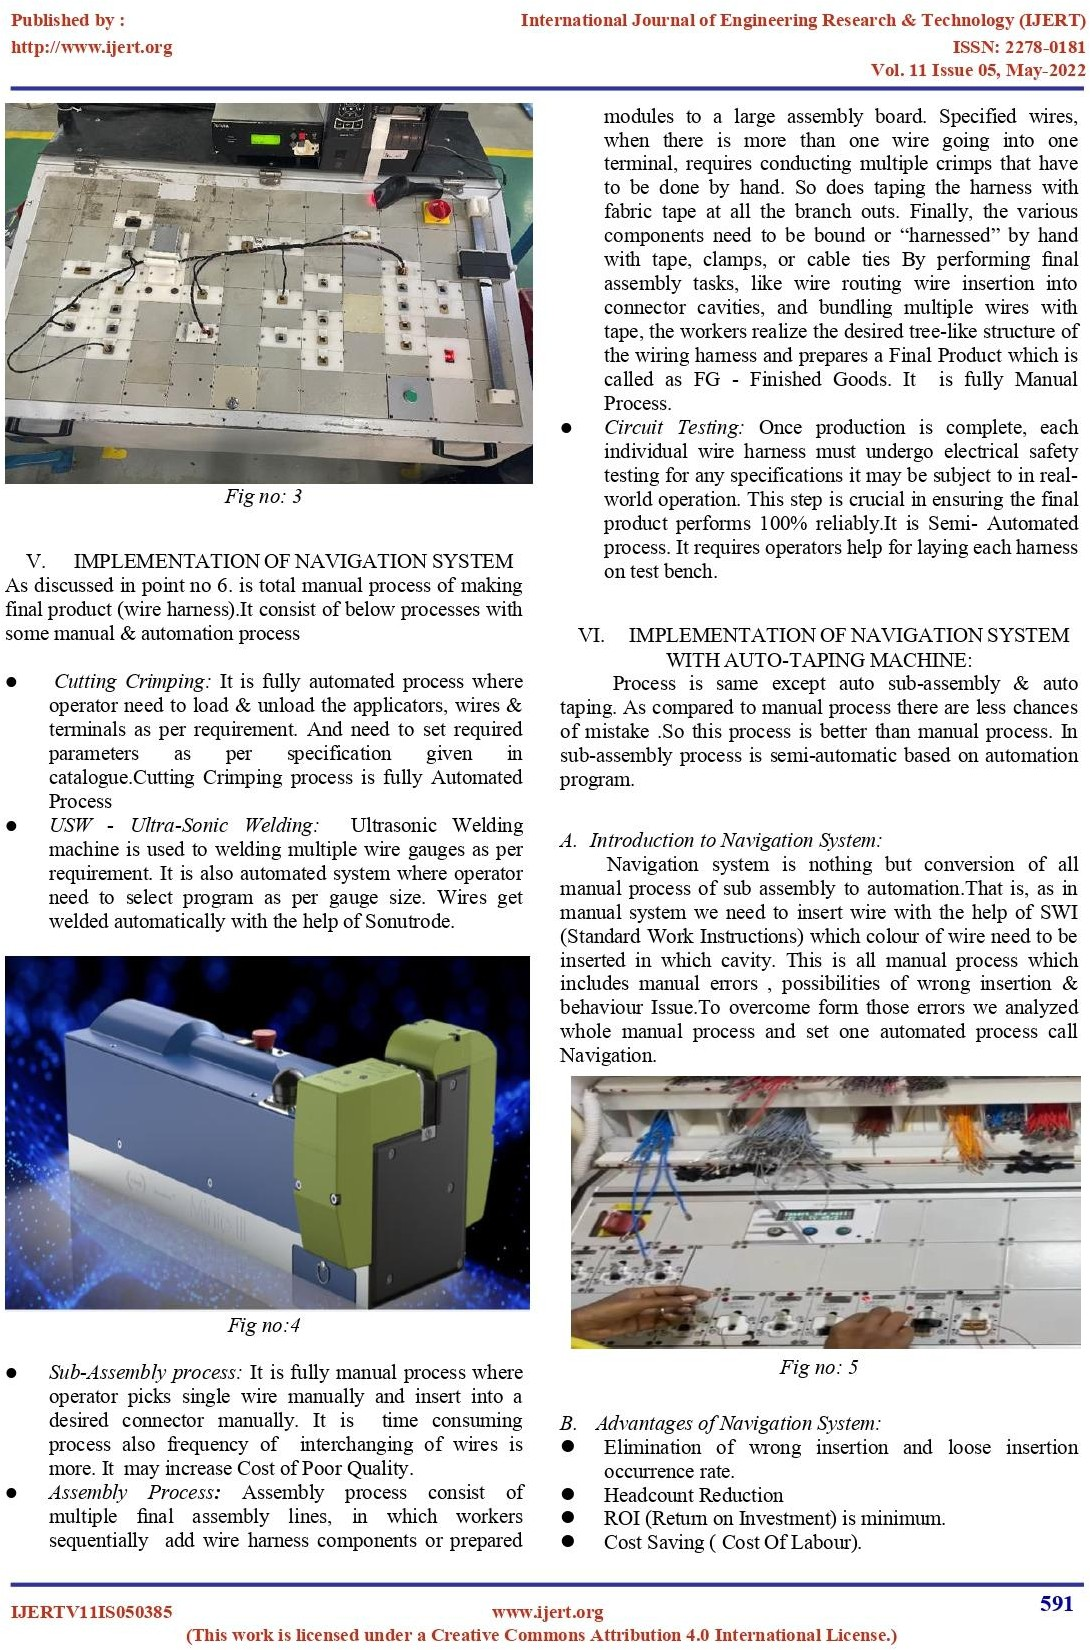 Published by :
http://www.ijert.org
International Journal of Engineering Research & Technology (IJERT)
ISSN: 2278-0181
Vol. 11 Issue 05, May-2022
Fig no: 3
V. IMPLEMENTATION OF NAVIGATION SYSTEM
As discussed in point no 6. is total manual process of making
final product (wire harness).It consist of below processes with
some manual & automation process
● Cutting Crimping: It is fully automated process where
operator need to load & unload the applicators, wires &
terminals as per requirement. And need to set required
parameters as per specification given in
catalogue.Cutting Crimping process is fully Automated
Process
● USW - Ultra-Sonic Welding: Ultrasonic Welding
machine is used to welding multiple wire gauges as per
requirement. It is also automated system where operator
need to select program as per gauge size. Wires get
welded automatically with the help of Sonutrode.
Fig no:4
● Sub-Assembly process: It is fully manual process where
operator picks single wire manually and insert into a
desired connector manually. It is time consuming
process also frequency of interchanging of wires is
more. It may increase Cost of Poor Quality.
● Assembly Process: Assembly process consist of
multiple final assembly lines, in which workers
sequentially add wire harness components or prepared
modules to a large assembly board. Specified wires,
when there is more than one wire going into one
terminal, requires conducting multiple crimps that have
to be done by hand. So does taping the harness with
fabric tape at all the branch outs. Finally, the various
components need to be bound or “harnessed” by hand
with tape, clamps, or cable ties By performing final
assembly tasks, like wire routing wire insertion into
connector cavities, and bundling multiple wires with
tape, the workers realize the desired tree-like structure of
the wiring harness and prepares a Final Product which is
called as FG - Finished Goods. It is fully Manual
Process.
● Circuit Testing: Once production is complete, each
individual wire harness must undergo electrical safety
testing for any specifications it may be subject to in real-
world operation. This step is crucial in ensuring the final
product performs 100% reliably.It is Semi- Automated
process. It requires operators help for laying each harness
on test bench.
VI. IMPLEMENTATION OF NAVIGATION SYSTEM
WITH AUTO-TAPING MACHINE:
Process is same except auto sub-assembly & auto
taping. As compared to manual process there are less chances
of mistake .So this process is better than manual process. In
sub-assembly process is semi-automatic based on automation
program.
A. Introduction to Navigation System:
Navigation system is nothing but conversion of all
manual process of sub assembly to automation.That is, as in
manual system we need to insert wire with the help of SWI
(Standard Work Instructions) which colour of wire need to be
inserted in which cavity. This is all manual process which
includes manual errors , possibilities of wrong insertion &
behaviour Issue.To overcome form those errors we analyzed
whole manual process and set one automated process call
Navigation.
Fig no: 5
B. Advantages of Navigation System:
● Elimination of wrong insertion and loose insertion
occurrence rate.
● Headcount Reduction
● ROI (Return on Investment) is minimum.
● Cost Saving ( Cost Of Labour).
591
IJERTV11IS050385
www.ijert.org
(This work is licensed under a Creative Commons Attribution 4.0 International License.)